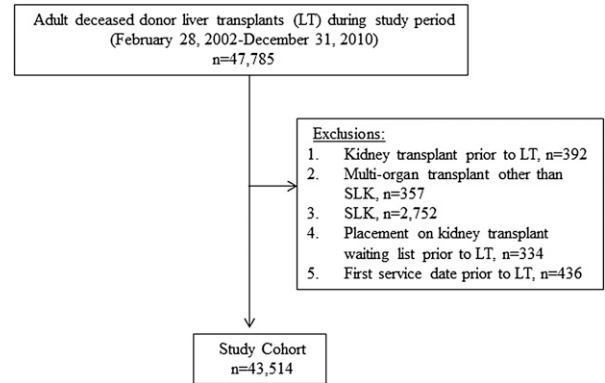 Adult deceased donor liver transplants (LT) during study period
(February 28, 2002-December 31, 2010)
n=47,785
Exclusions:
1. Kidney transplant prior to LT, n=392
2. Multi-organ transplant other than
SLK, n=357
3. SLK, n=2,752
4. Placement on kidney transplant
waiting list prior to LT, n=334
5. First service date prior to LT, n=436
Study Cohort
n=43,514